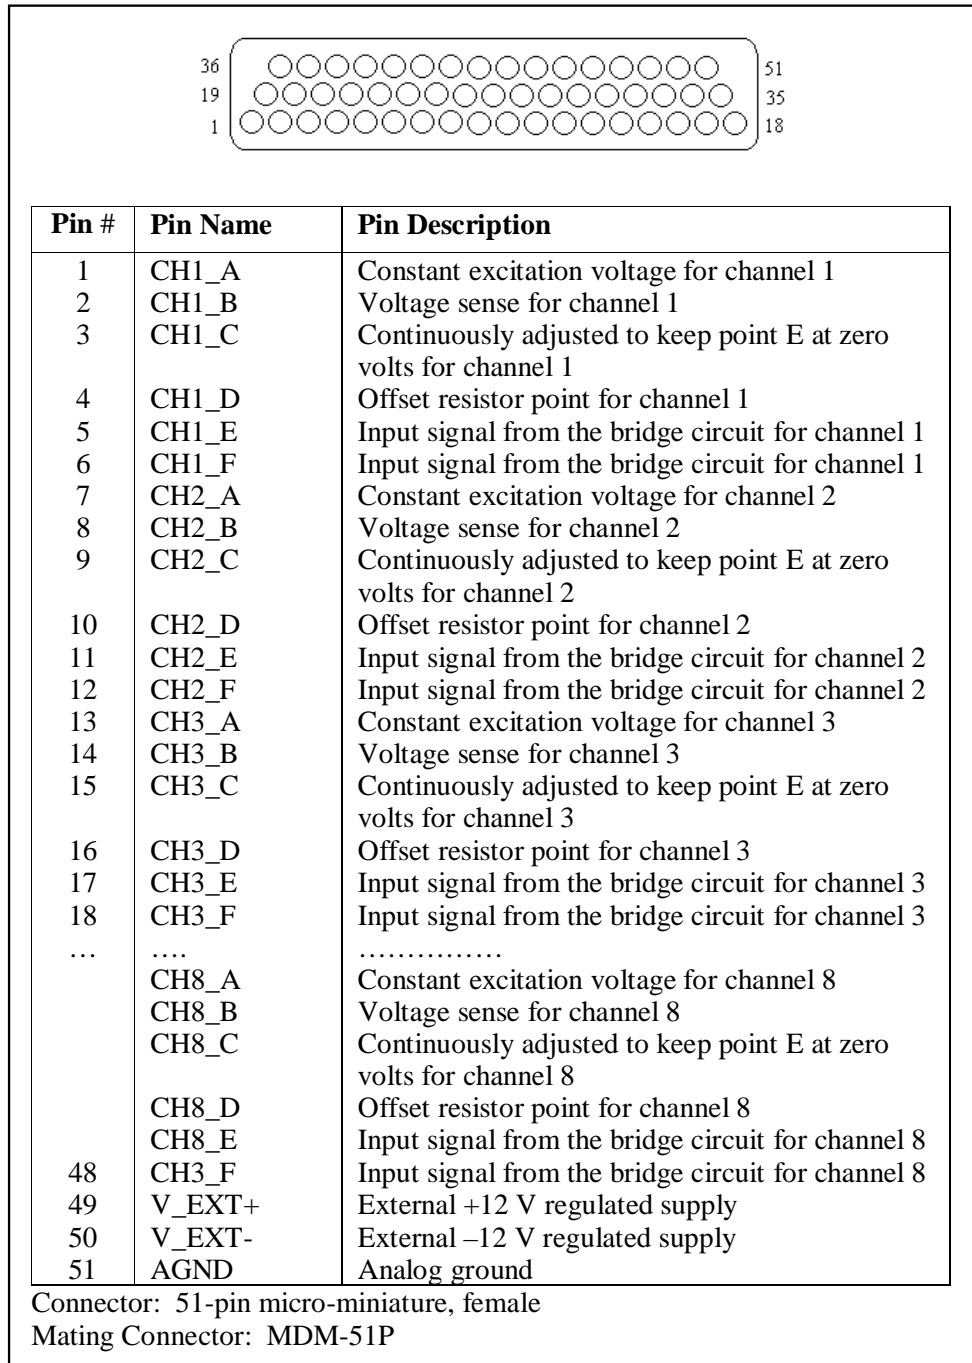 36 51
19 35
1 18
Pin # Pin Name Pin Description
1 CH1_A Constant excitation voltage for channel 1
2 CH1_B Voltage sense for channel 1
3 CH1_C Continuously adjusted to keep point E at zero
volts for channel 1
4 CH1_D Offset resistor point for channel 1
5 CH1_E Input signal from the bridge circuit for channel 1
6 CH1_F Input signal from the bridge circuit for channel 1
7 CH2_A Constant excitation voltage for channel 2
8 CH2_B Voltage sense for channel 2
9 CH2_C Continuously adjusted to keep point E at zero
volts for channel 2
10 CH2_D Offset resistor point for channel 2
11 CH2_E Input signal from the bridge circuit for channel 2
12 CH2_F Input signal from the bridge circuit for channel 2
13 CH3_A Constant excitation voltage for channel 3
14 CH3_B Voltage sense for channel 3
15 CH3_C Continuously adjusted to keep point E at zero
volts for channel 3
16 CH3_D Offset resistor point for channel 3
17 CH3_E Input signal from the bridge circuit for channel 3
18 CH3_F Input signal from the bridge circuit for channel 3
… …. ……………
CH8_A Constant excitation voltage for channel 8
CH8_B Voltage sense for channel 8
CH8_C Continuously adjusted to keep point E at zero
volts for channel 8
CH8_D Offset resistor point for channel 8
CH8_E Input signal from the bridge circuit for channel 8
48 CH3_F Input signal from the bridge circuit for channel 8
49 V_EXT+ External +12 V regulated supply
50 V_EXT- External –12 V regulated supply
51 AGND Analog ground
Connector: 51-pin micro-miniature, female
Mating Connector: MDM-51P